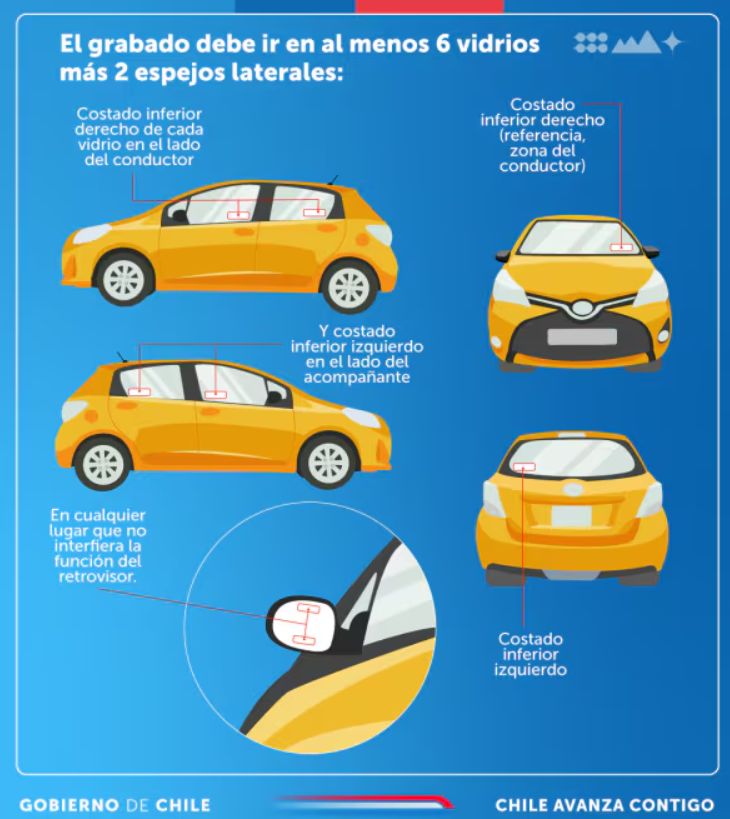 El grabado debe ir en al menos 6 vidrios
más 2 espejos laterales:
Costado inferior
derecho de cada
vidrio en el lado
del conductor
Costado
inferior derecho
(referencia,
zona del
conductor)
Y costado
inferior izquierdo
en el lado del
acompañante
En cualquier
lugar que no
interfiera la
función del
retrovisor.
Costado
inferior
izquierdo
GOBIERNO DE CHILE
CHILE AVANZA CONTIGO